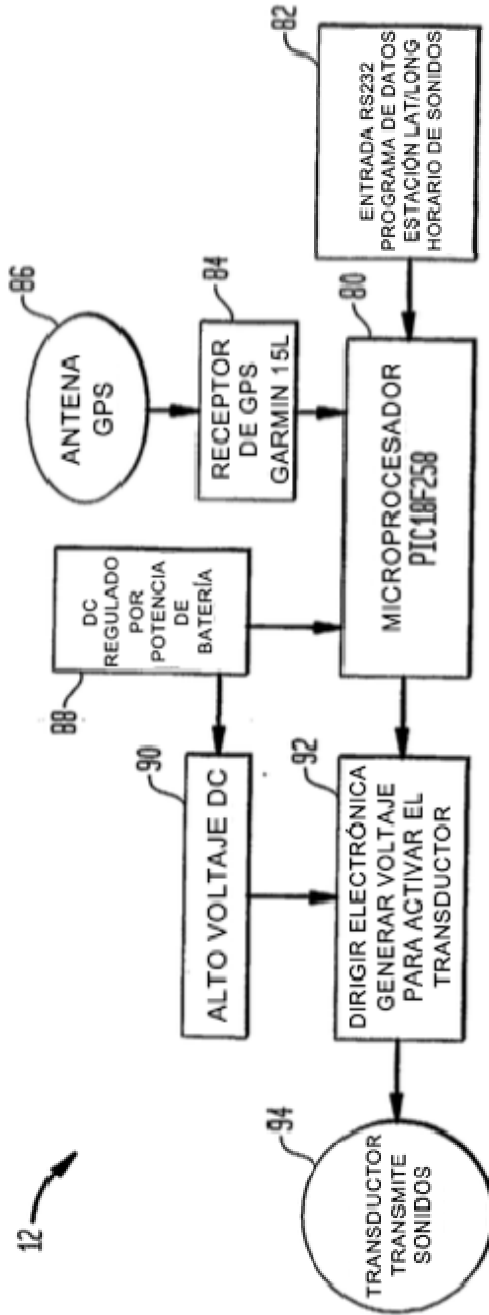 12
86
ANTENA
GPS
84
RECEPTOR
DE GPS
GARMIN 15L
88
DC
REGULADO
POR
POTENCIA
DE
BATERÍA
90
ALTO VOLTAJE DC
82
ENTRADA RS232
PROGRAMA DE DATOS
ESTACIÓN LAT/LONG
HORARIO DE SONIDOS
80
MICROPROCESADOR
PIC18F258
92
DIRIGIR ELECTRÓNICA
GENERAR VOLTAJE
PARA ACTIVAR EL
TRANSDUCTOR
94
TRANSDUCTOR
TRANSMITE
SONIDOS